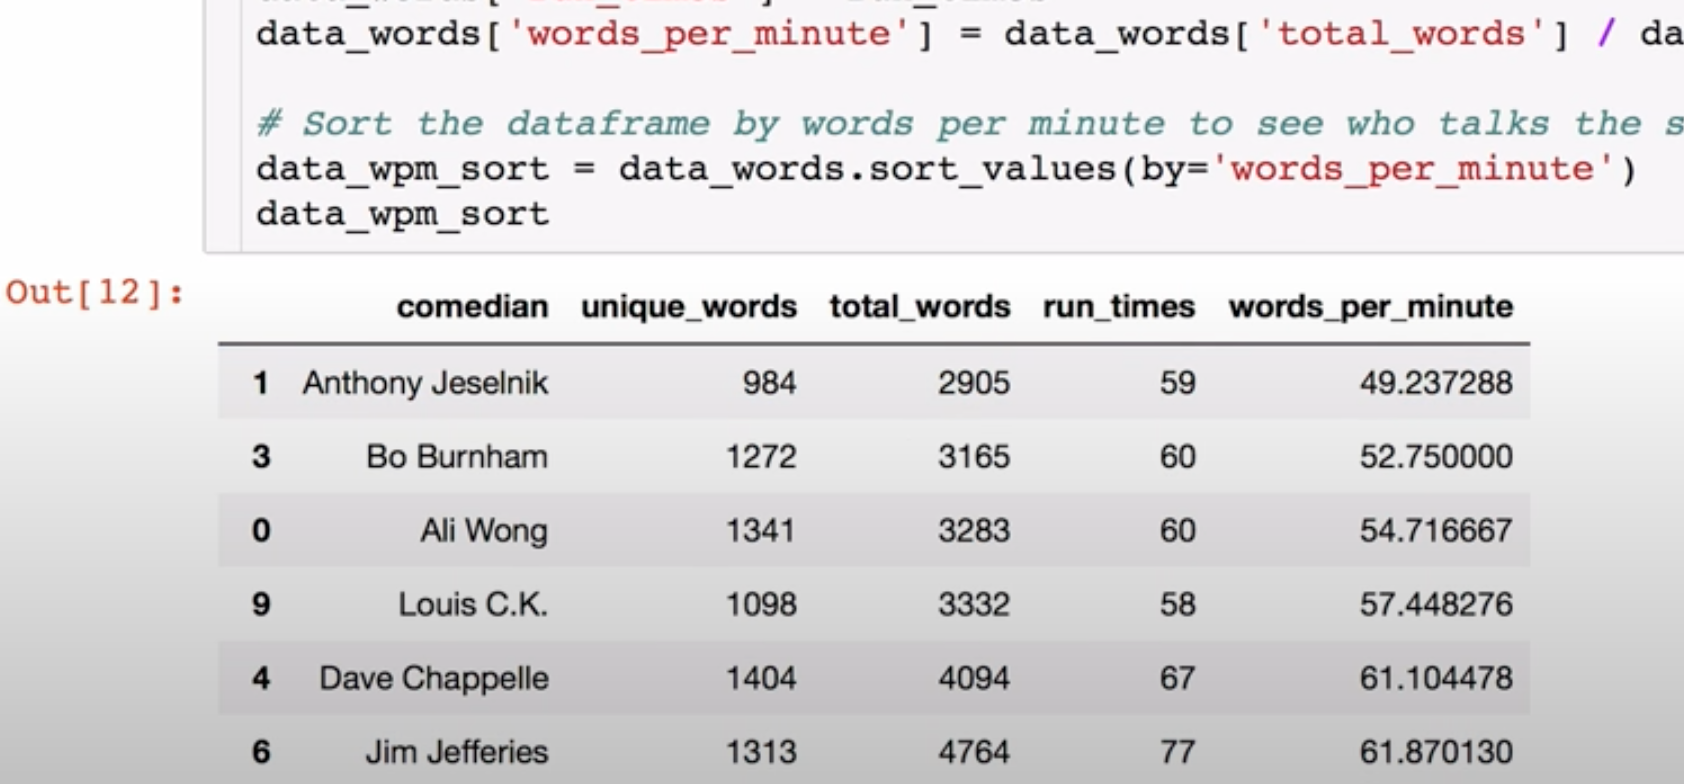 data_words['words_per_minute'] = data_words['total_words'] / da
# Sort the dataframe by words per minute to see who talks the s
data_wpm_sort = data_words.sort_values(by='words_per_minute')
data_wpm_sort
Out[12]:
comedian unique_words total_words run_times words_per_minute
1 Anthony Jeselnik 984 2905 59 49.237288
3 Bo Burnham 1272 3165 60 52.750000
0 Ali Wong 1341 3283 60 54.716667
9 Louis C.K. 1098 3332 58 57.448276
4 Dave Chappelle 1404 4094 67 61.104478
6 Jim Jefferies 1313 4764 77 61.870130